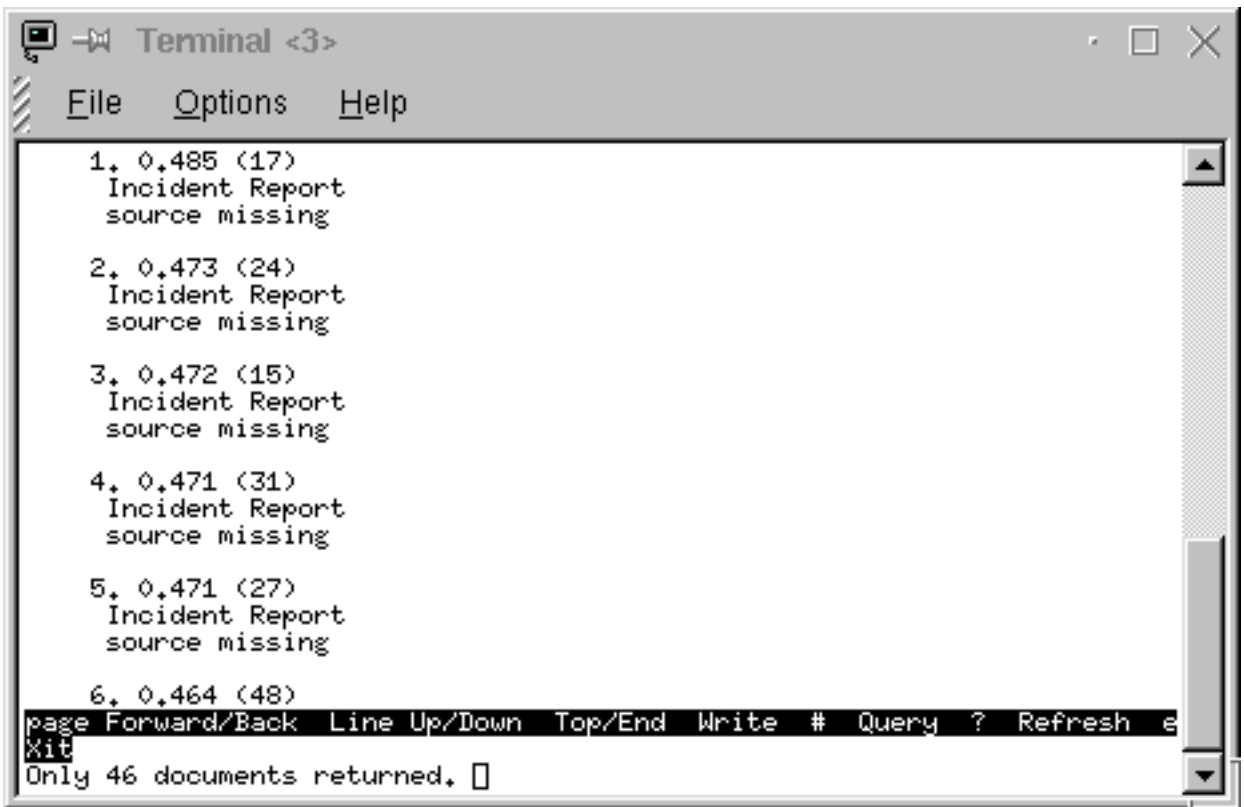 Terminal <3>
File Options Help
1. 0.485 (17)
Incident Report
source missing
2. 0.473 (24)
Incident Report
source missing
3. 0.472 (15)
Incident Report
source missing
4. 0.471 (31)
Incident Report
source missing
5. 0.471 (27)
Incident Report
source missing
6. 0.464 (48)
page Forward/Back Line Up/Down Top/End Write # Query ? Refresh e
Xit
Only 46 documents returned.